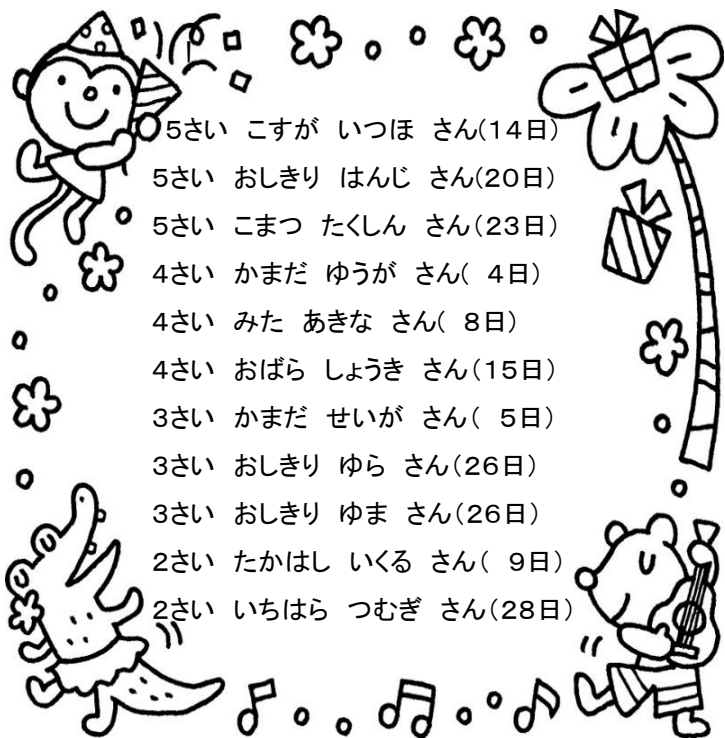 5さい　こすが　いつほ　さん(14日)
5さい　おしきり　はんじ　さん(20日)
5さい　こまつ　たくしん　さん(23日)
4さい　かまだ　ゆうが　さん(　4日)
4さい　みた　あきな　さん(　8日)
4さい　おばら　しょうき　さん(15日)
3さい　かまだ　せいが　さん(　5日)
3さい　おしきり　ゆら　さん(26日)
3さい　おしきり　ゆま　さん(26日)
2さい　たかはし　いくる　さん(　9日)
2さい　いちはら　つむぎ　さん(28日)